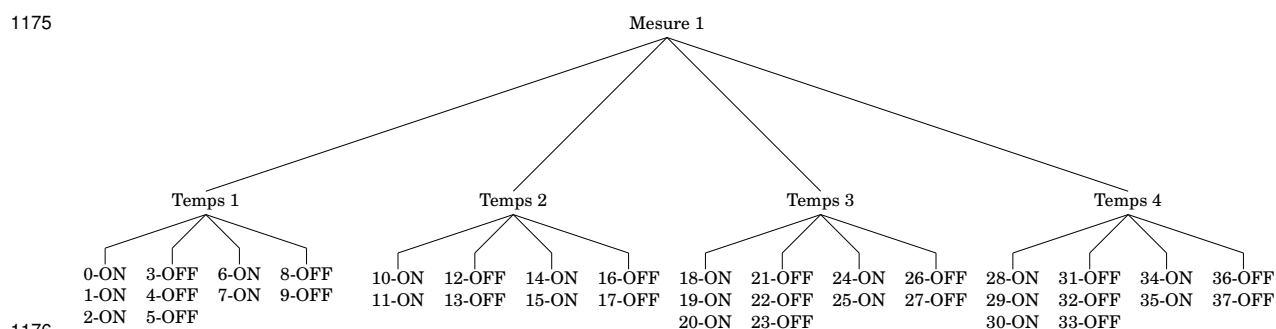 1175
Mesure 1
Temps 1 Temps 2 Temps 3 Temps 4
0-ON 3-OFF 6-ON 8-OFF 10-ON 12-OFF 14-ON 16-OFF 18-ON 21-OFF 24-ON 26-OFF 28-ON 31-OFF 34-ON 36-OFF
1-ON 4-OFF 7-ON 9-OFF 11-ON 13-OFF 15-ON 17-OFF 19-ON 22-OFF 25-ON 27-OFF 29-ON 32-OFF 35-ON 37-OFF
2-ON 5-OFF 20-ON 23-OFF 30-ON 33-OFF
1176